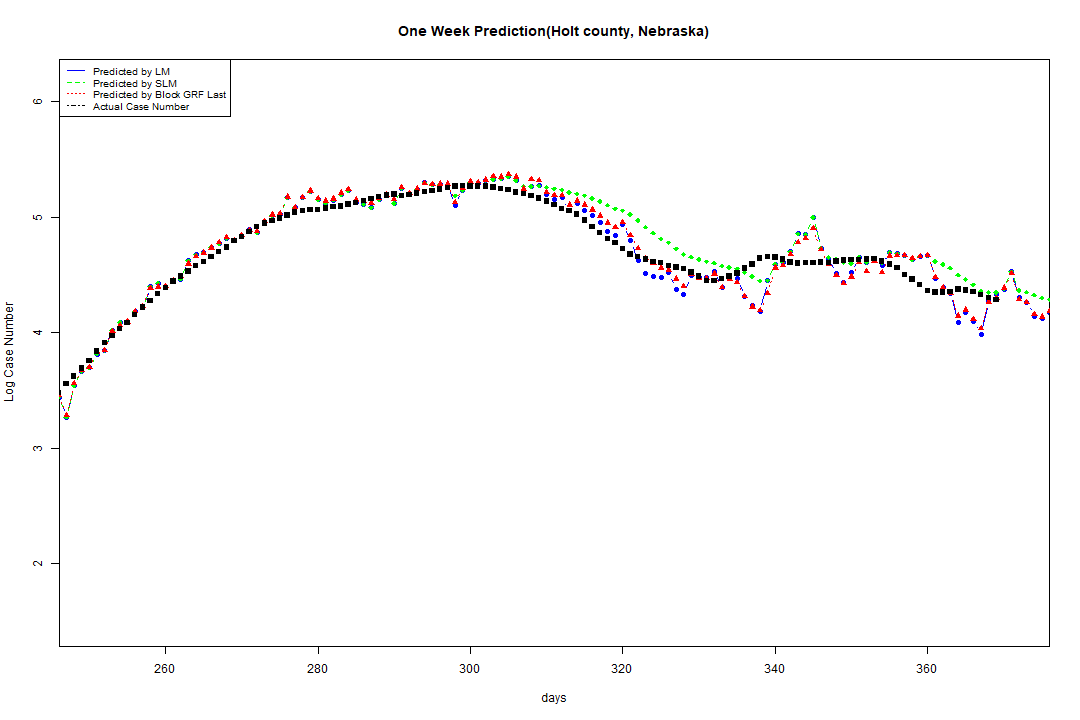 One Week Prediction(Holt county, Nebraska)
Predicted by LM
Predicted by SLM
Predicted by Block GRF Last
Actual Case Number
6
5
4
3
2
Log Case Number
260 280 300 320 340 360
days